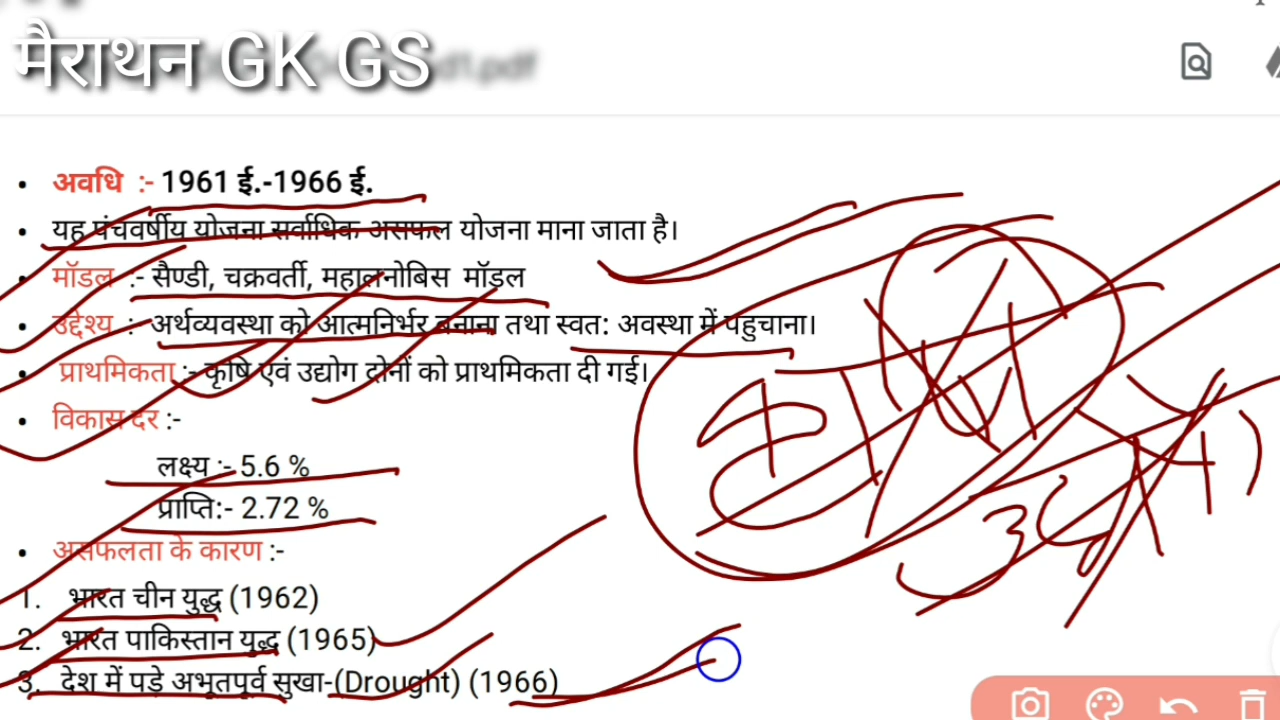 मैराथन GK GS d1.pdf
• अवधि :- 1961 ई.-1966 ई.
• यह पंचवर्षीय योजना सर्वाधिक असफल योजना माना जाता है।
• मॉडल :- सैण्डी, चक्रवर्ती, महालनोबिस मॉडल
• उद्देश्य :- अर्थव्यवस्था को आत्मनिर्भर बनाना तथा स्वत: अवस्था में पहुचाना।
• प्राथमिकता :- कृषि एवं उद्योग दोनों को प्राथमिकता दी गई।
• विकास दर :-
लक्ष्य :- 5.6 %
प्राप्ति:- 2.72 %
• असफलता के कारण :-
1. भारत चीन युद्ध (1962)
2. भारत पाकिस्तान युद्ध (1965)
3. देश में पड़े अभूतपूर्व सुखा-(Drought) (1966)